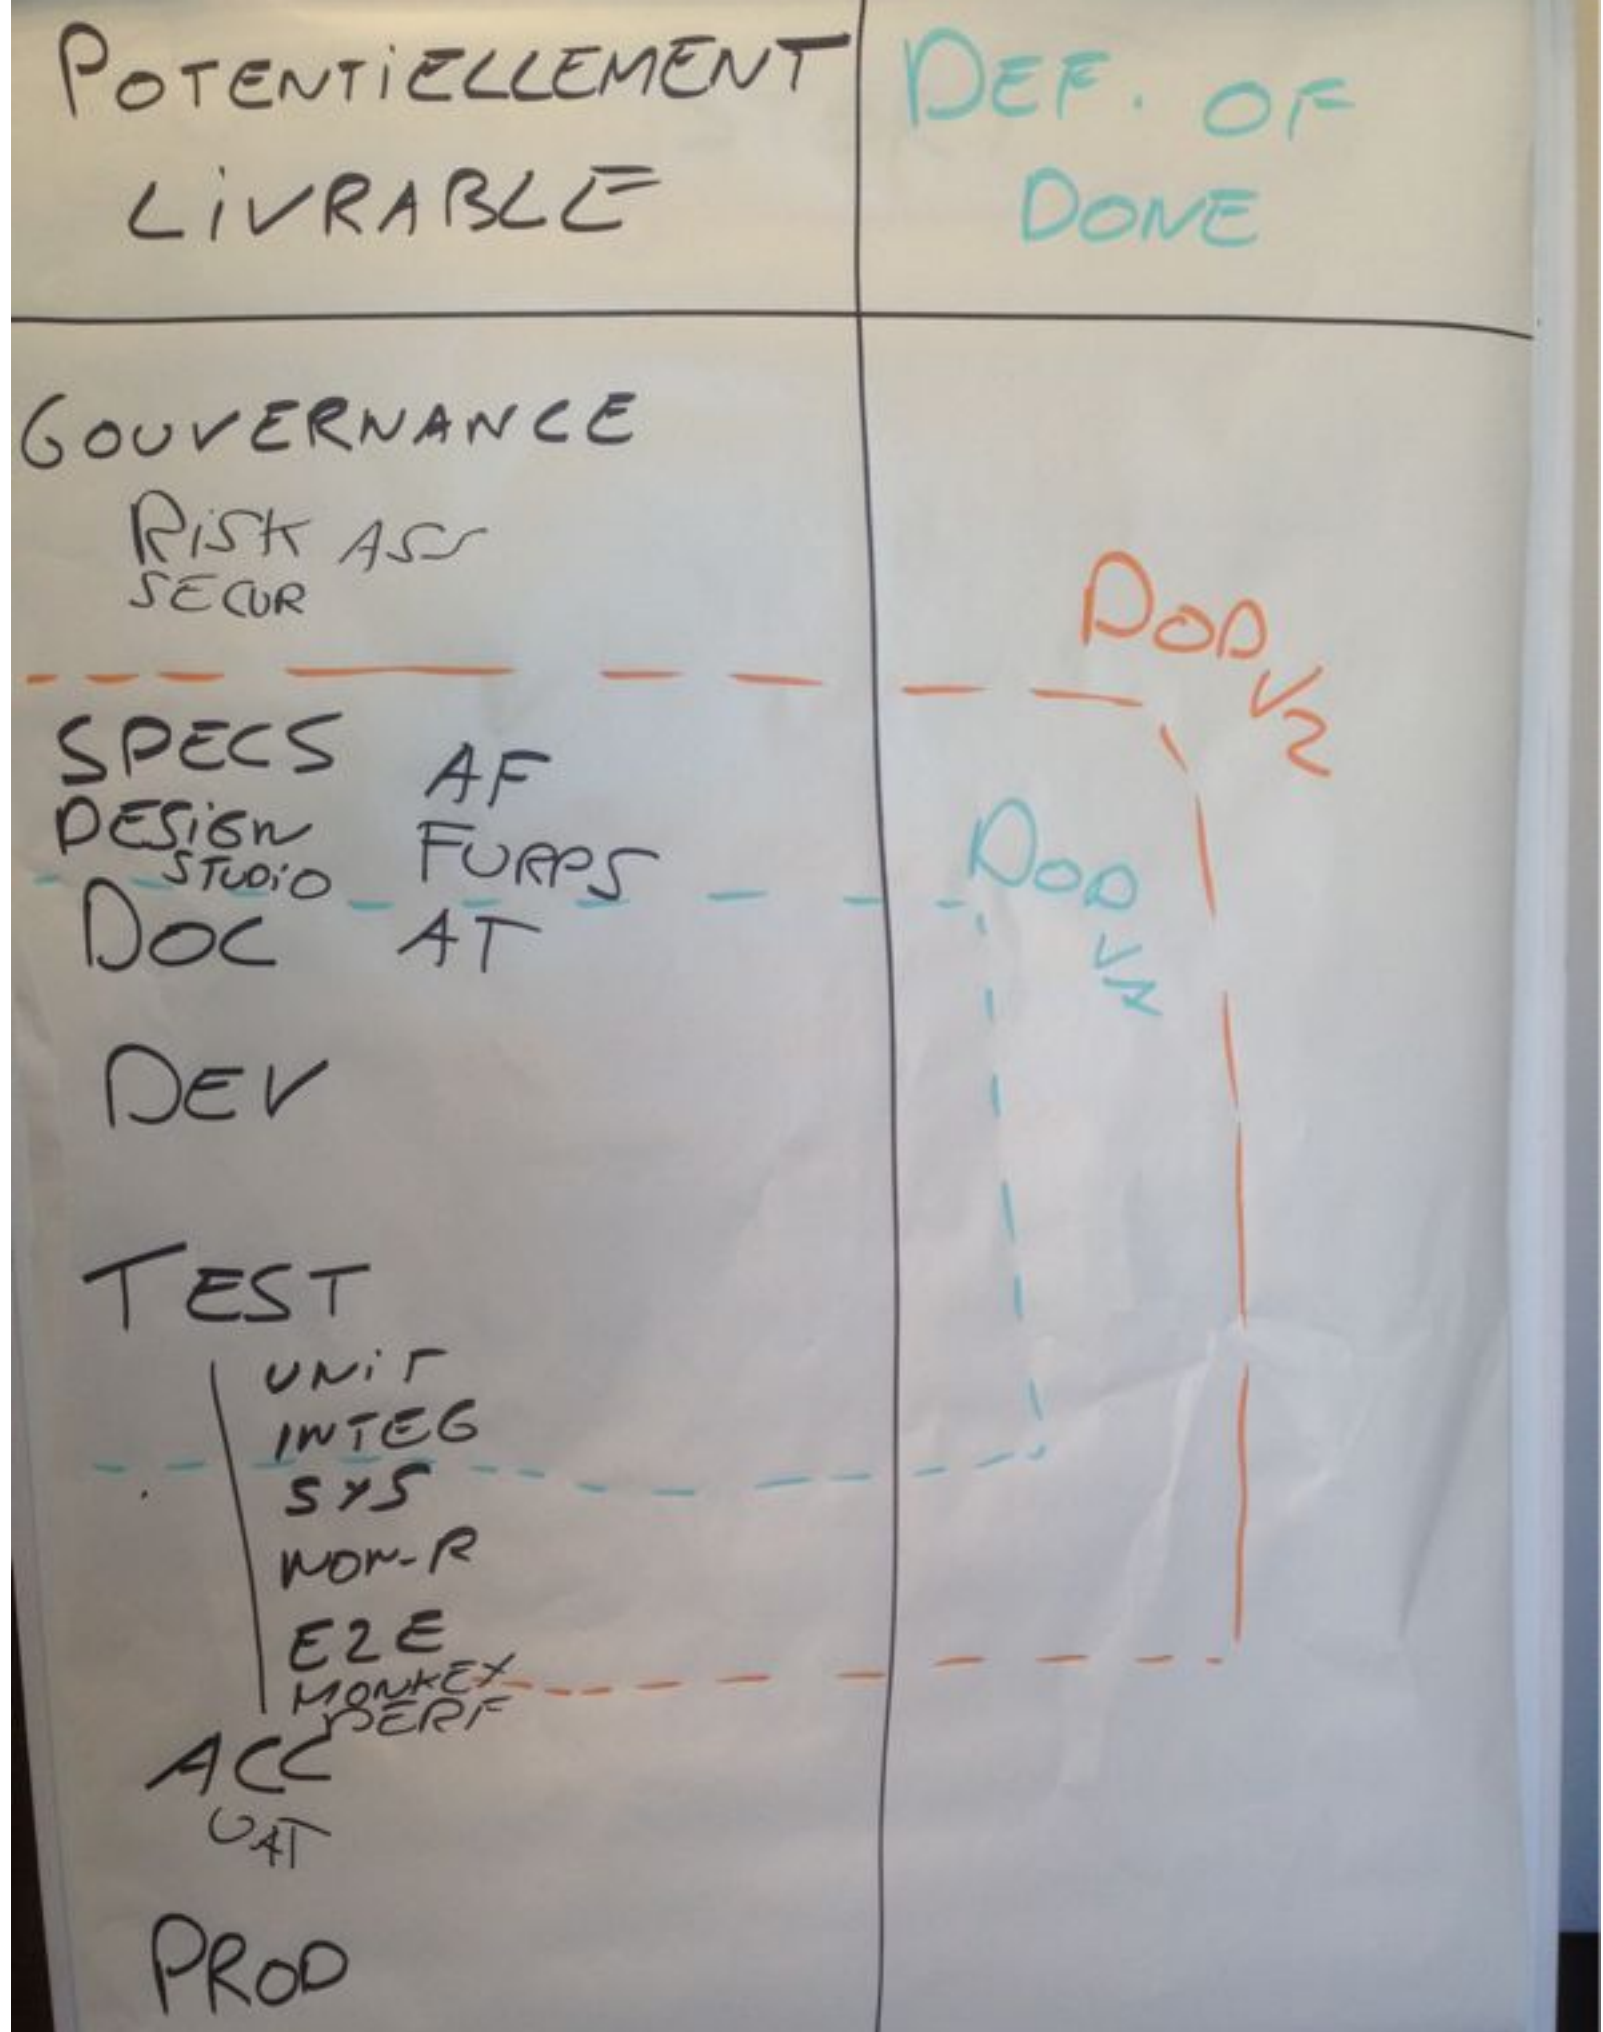 POTENTiELLEMENT
LiVRABLE
DEF. OF
DONE
GOUVERNANCE
RiSK ASS
SECUR
DOD
V2
SPECS AF
DESiGN FURPS
STUDiO
DOD
V1
DOC AT
DEV
TEST
UNiT
INTEG
SYS
NON-R
E2E
MONKEY
PERF
ACC
UAT
PROD